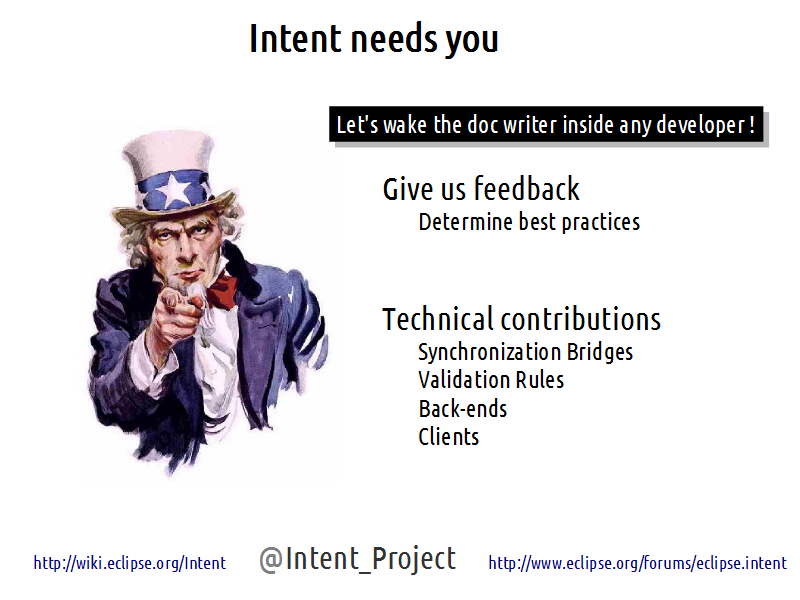 Intent needs you
Let's wake the doc writer inside any developer !
Give us feedback
Determine best practices
Technical contributions
Synchronization Bridges
Validation Rules
Back-ends
Clients
http://wiki.eclipse.org/Intent
@Intent_Project
http://www.eclipse.org/forums/eclipse.intent